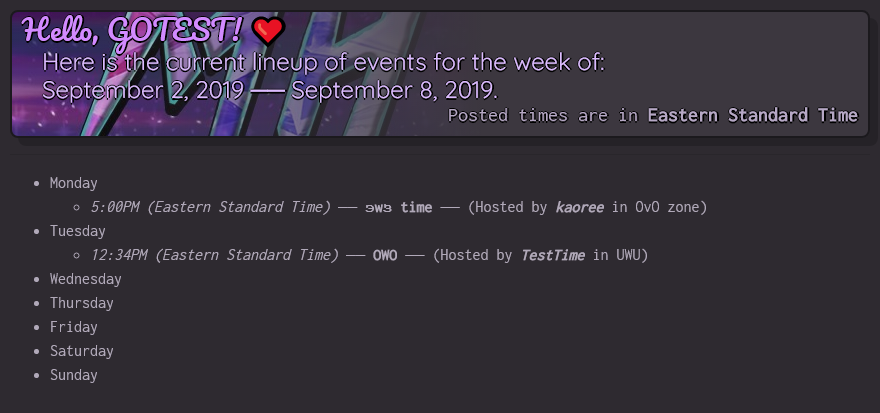 Hello, GOTEST! ❤
Here is the current lineup of events for the week of:
September 2, 2019 —— September 8, 2019.
Posted times are in Eastern Standard Time
• Monday
◦ 5:00PM (Eastern Standard Time) —— time —— (Hosted by kaoree in OvO zone)
• Tuesday
◦ 12:34PM (Eastern Standard Time) —— OWO —— (Hosted by TestTime in UWU)
• Wednesday
• Thursday
• Friday
• Saturday
• Sunday